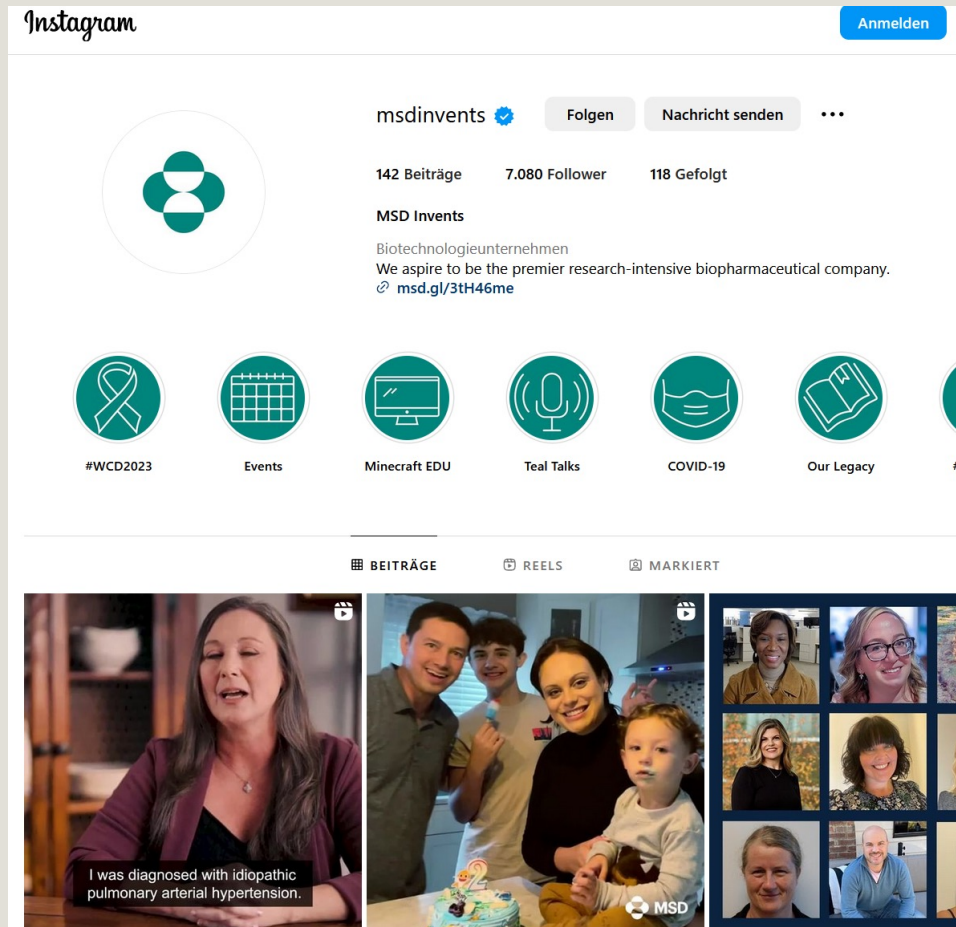 Instagram
Anmelden
msdinvents
Folgen
Nachricht senden
142 Beiträge 7.080 Follower 118 Gefolgt
MSD Invents
Biotechnologieunternehmen
We aspire to be the premier research-intensive biopharmaceutical company.
msd.gl/3tH46me
#WCD2023 Events Minecraft EDU Teal Talks COVID-19 Our Legacy #
BEITRÄGE REELS MARKIERT
I was diagnosed with idiopathic
pulmonary arterial hypertension.
2
MSD